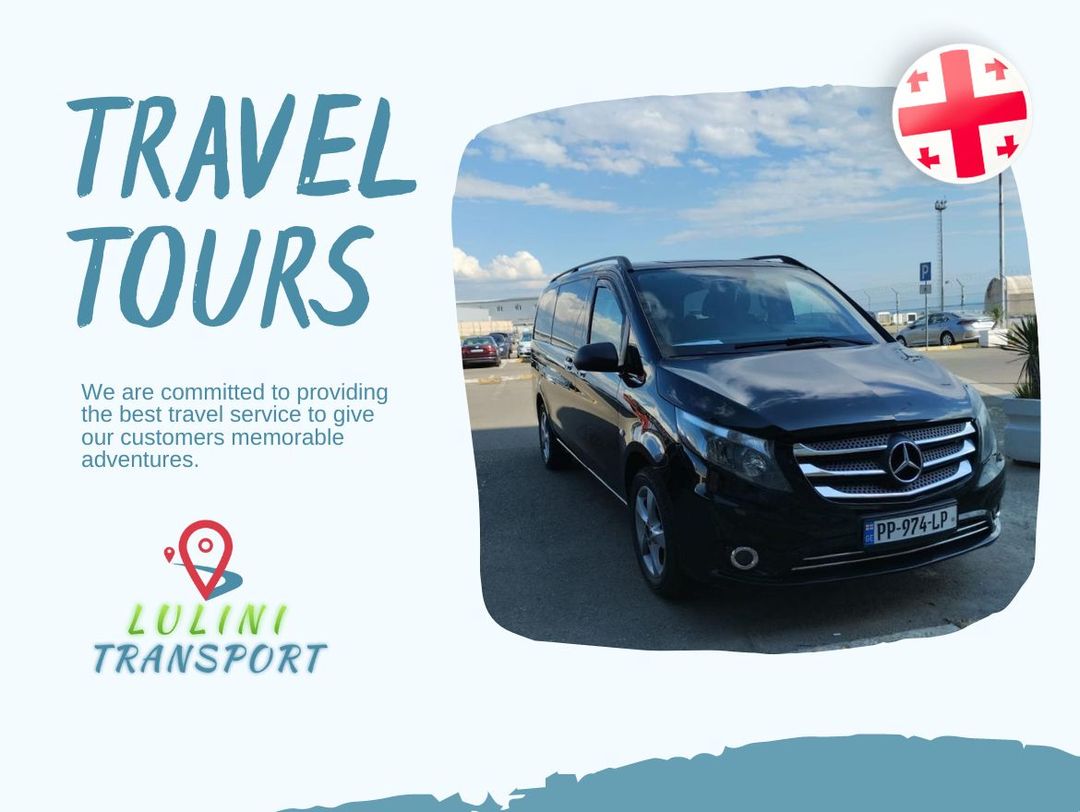 TRAVEL
TOURS
We are committed to providing
the best travel service to give
our customers memorable
adventures.
LULINI
TRANSPORT
P
GE
PP-974-LP